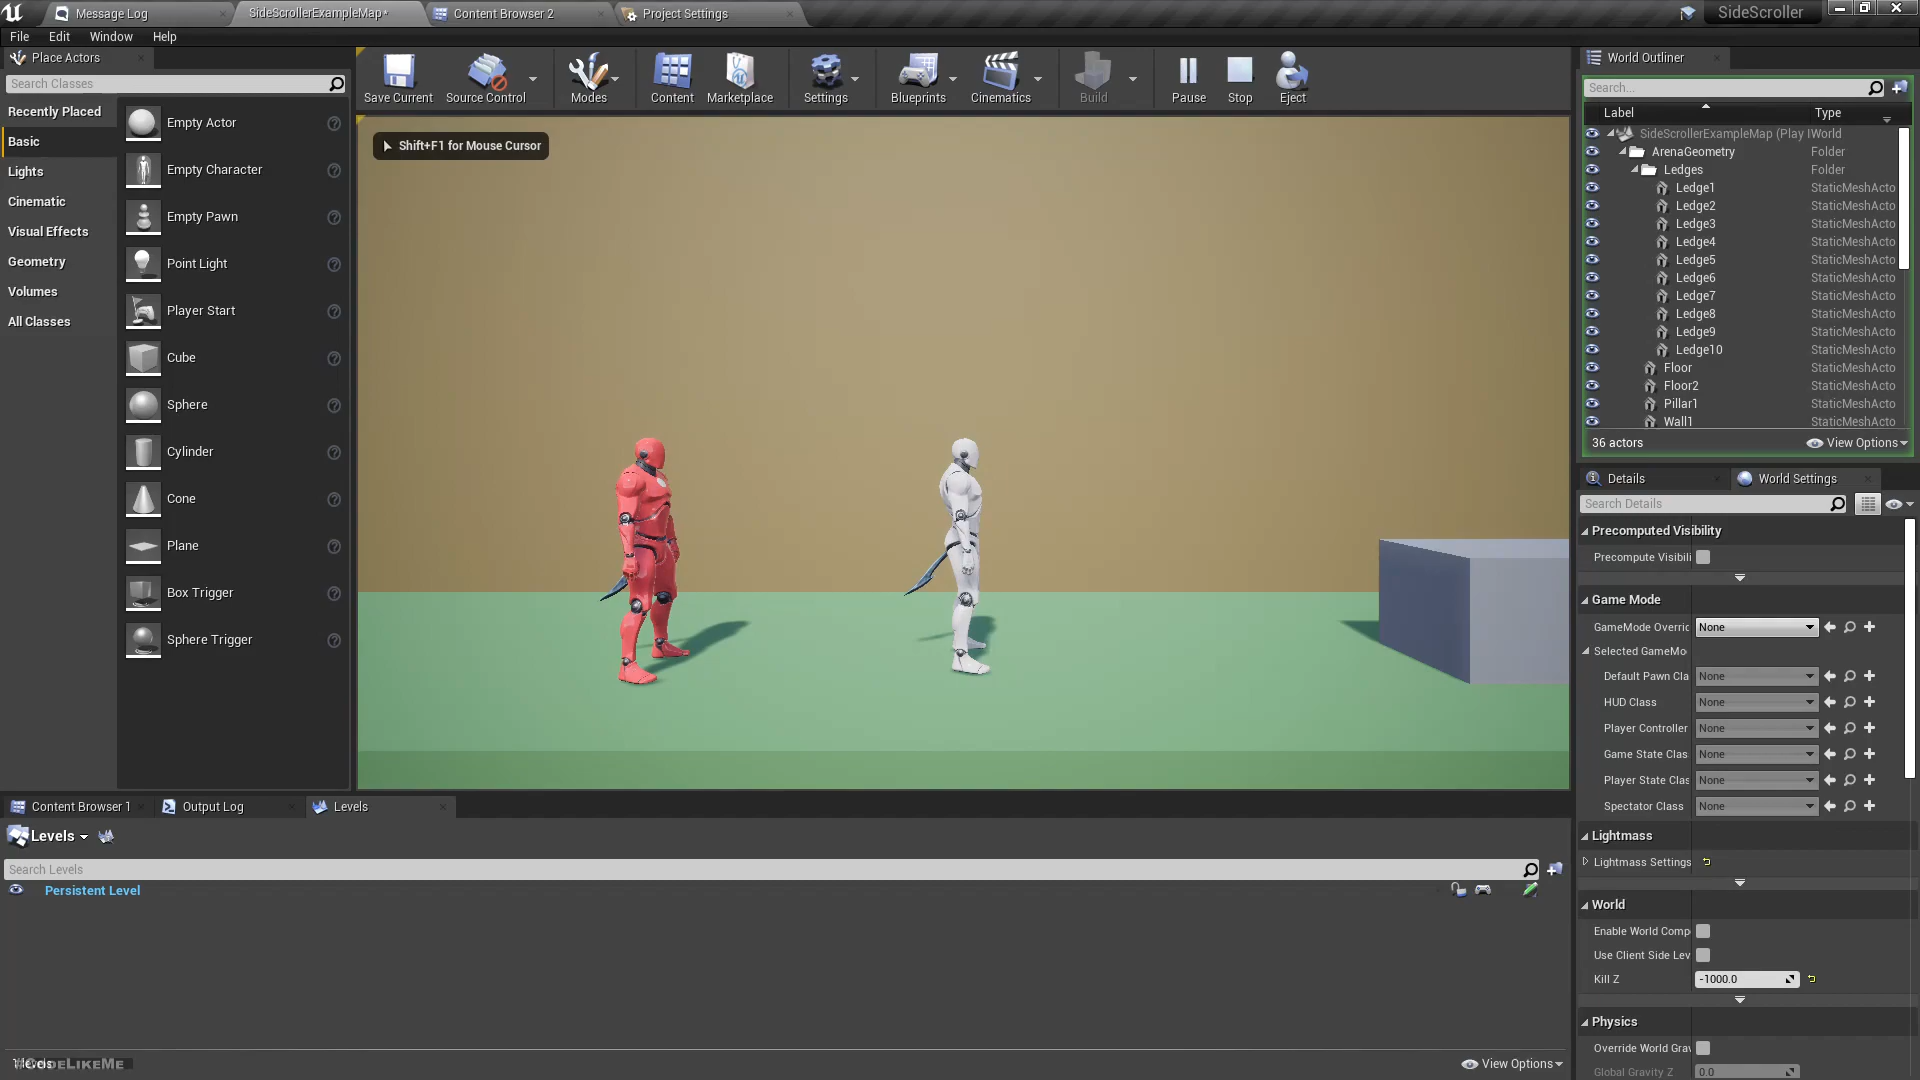 Message Log
SideScrollerExampleMap*
Content Browser 2
Project Settings
SideScroller
File
Edit
Window
Help
Place Actors
Search Classes
Recently Placed
Basic
Lights
Cinematic
Visual Effects
Geometry
Volumes
All Classes
Empty Actor
Empty Character
Empty Pawn
Point Light
Player Start
Cube
Sphere
Cylinder
Cone
Plane
Box Trigger
Sphere Trigger
Save Current
Source Control
Modes
Content
Marketplace
Settings
Blueprints
Cinematics
Build
Pause
Stop
Eject
Shift+F1 for Mouse Cursor
World Outliner
Search...
Label
Type
SideScrollerExampleMap (Play I
World
ArenaGeometry
Folder
Ledges
Folder
Ledge1
StaticMeshActo
Ledge2
StaticMeshActo
Ledge3
StaticMeshActo
Ledge4
StaticMeshActo
Ledge5
StaticMeshActo
Ledge6
StaticMeshActo
Ledge7
StaticMeshActo
Ledge8
StaticMeshActo
Ledge9
StaticMeshActo
Ledge10
StaticMeshActo
Floor
StaticMeshActo
Floor2
StaticMeshActo
Pillar1
StaticMeshActo
Wall1
StaticMeshActo
36 actors
View Options
Details
World Settings
Search Details
Precomputed Visibility
Precompute Visibili
Game Mode
GameMode Overric
None
Selected GameMo
Default Pawn Cla
None
HUD Class
None
Player Controller
None
Game State Clas
None
Player State Clas
None
Spectator Class
None
Lightmass
Lightmass Settings
World
Enable World Comp
Use Client Side Lev
Kill Z
-1000.0
Physics
Override World Grav
Global Gravity Z
0.0
Content Browser 1
Output Log
Levels
Levels
Search Levels
Persistent Level
#CodeLikeMe
View Options